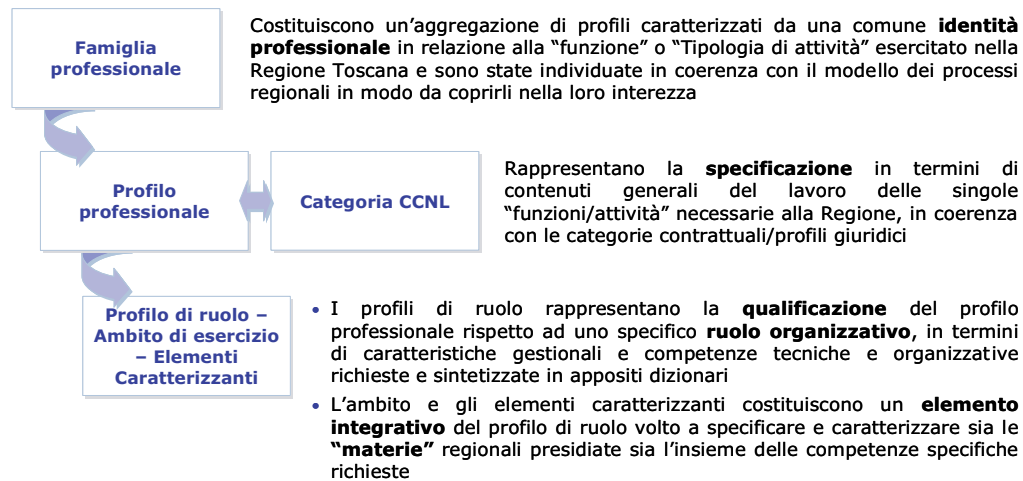 Famiglia
professionale
Costituiscono un’aggregazione di profili caratterizzati da una comune identità
professionale in relazione alla “funzione” o “Tipologia di attività” esercitato nella
Regione Toscana e sono state individuate in coerenza con il modello dei processi
regionali in modo da coprirli nella loro interezza
Profilo
professionale
Categoria CCNL
Rappresentano la specificazione in termini di
contenuti generali del lavoro delle singole
“funzioni/attività” necessarie alla Regione, in coerenza
con le categorie contrattuali/profili giuridici
Profilo di ruolo –
Ambito di esercizio
– Elementi
Caratterizzanti
• I profili di ruolo rappresentano la qualificazione del profilo
professionale rispetto ad uno specifico ruolo organizzativo, in termini
di caratteristiche gestionali e competenze tecniche e organizzative
richieste e sintetizzate in appositi dizionari
• L’ambito e gli elementi caratterizzanti costituiscono un elemento
integrativo del profilo di ruolo volto a specificare e caratterizzare sia le
“materie” regionali presidiate sia l’insieme delle competenze specifiche
richieste